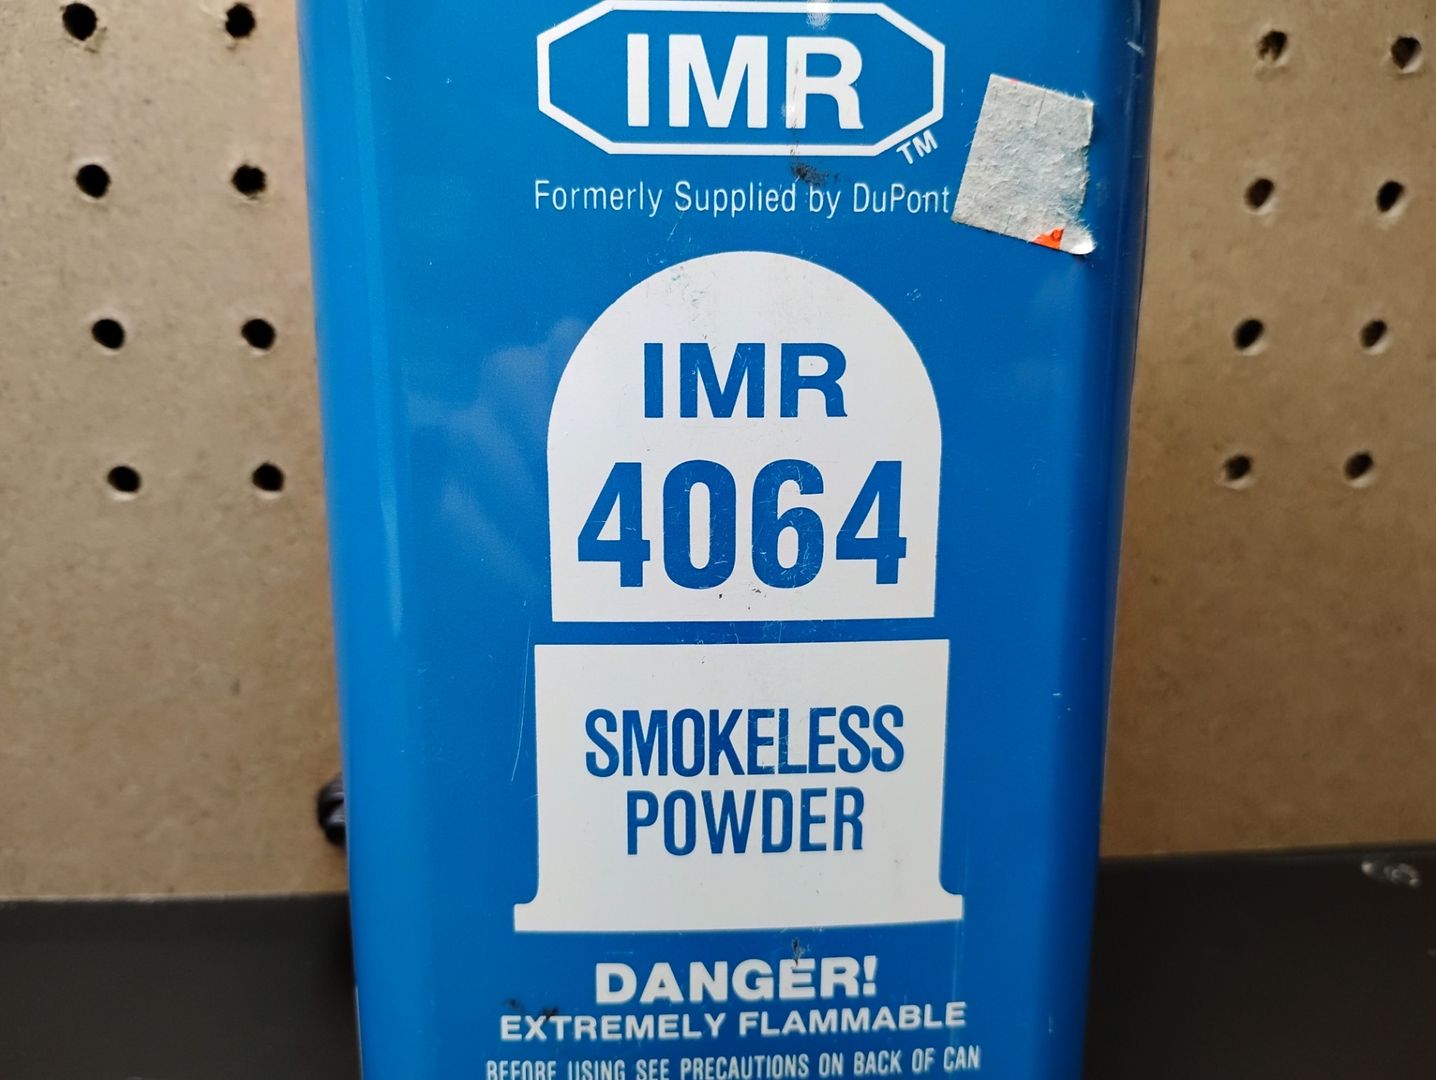 IMR
TM
Formerly Supplied by DuPont
IMR
4064
SMOKELESS
POWDER
DANGER!
EXTREMELY FLAMMABLE
BEFORE USING SEE PRECAUTIONS ON BACK OF CAN